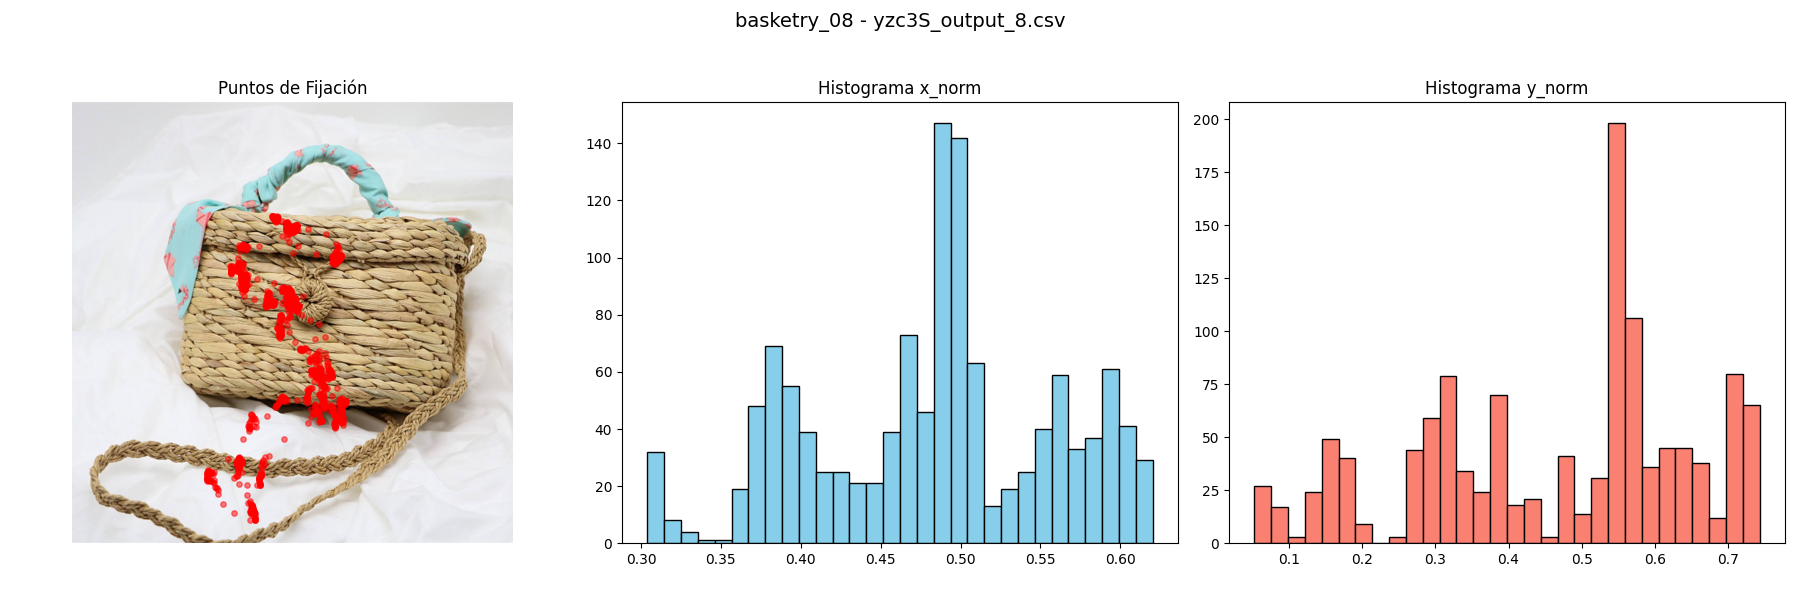 basketry_08 - yzc3S_output_8.csv
Puntos de Fijación
Histograma x_norm
140
120
100
80
60
40
20
0
0.30 0.35 0.40 0.45 0.50 0.55 0.60
Histograma y_norm
200
175
150
125
100
75
50
25
0
0.1 0.2 0.3 0.4 0.5 0.6 0.7